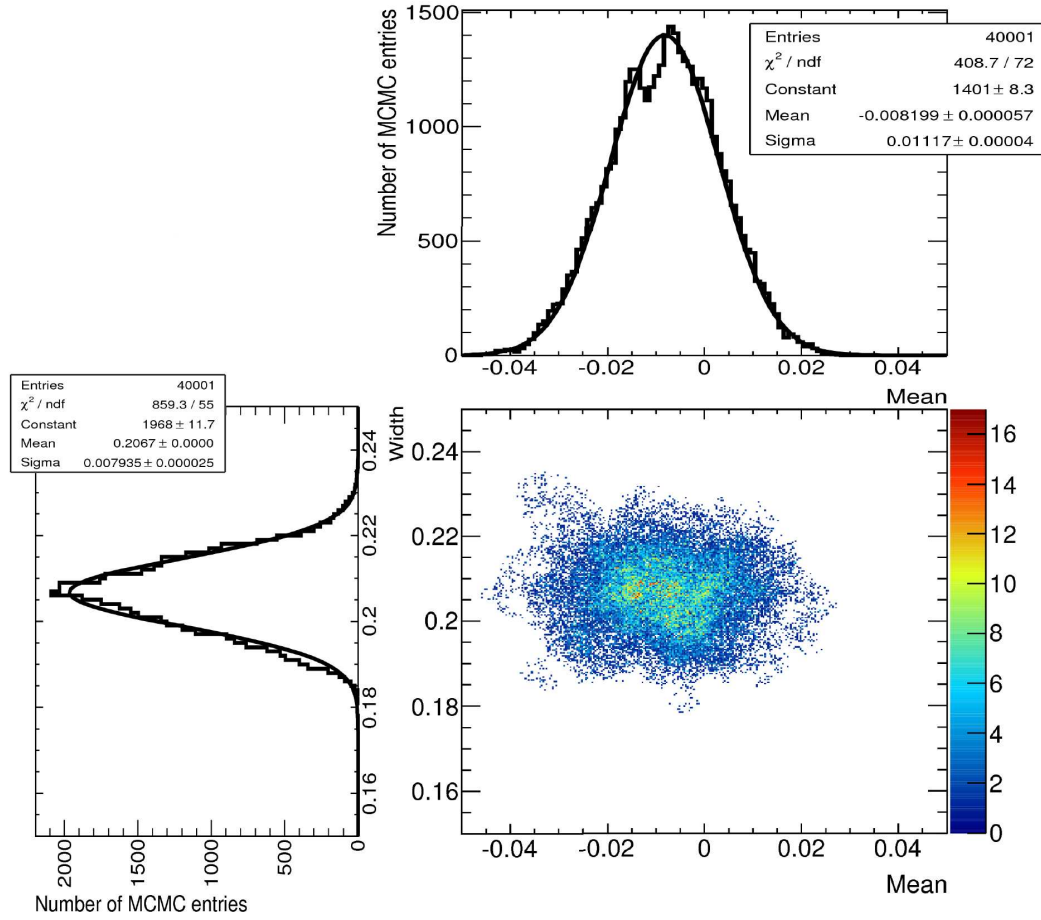 Number of MCMC entries
1500
1000
500
0
Entries 40001
χ² / ndf 408.7 / 72
Constant 1401± 8.3
Mean -0.008199 ± 0.000057
Sigma 0.01117± 0.00004
-0.04 -0.02 0 0.02 0.04
Mean
Entries 40001
χ² / ndf 859.3 / 55
Constant 1968 ± 11.7
Mean 0.2067 ± 0.0000
Sigma 0.007935 ± 0.000025
0.24
0.22
0.2
0.18
0.16
2000 1500 1000 500 0
Number of MCMC entries
Width
0.24
0.22
0.2
0.18
0.16
-0.04 -0.02 0 0.02 0.04
Mean
16
14
12
10
8
6
4
2
0